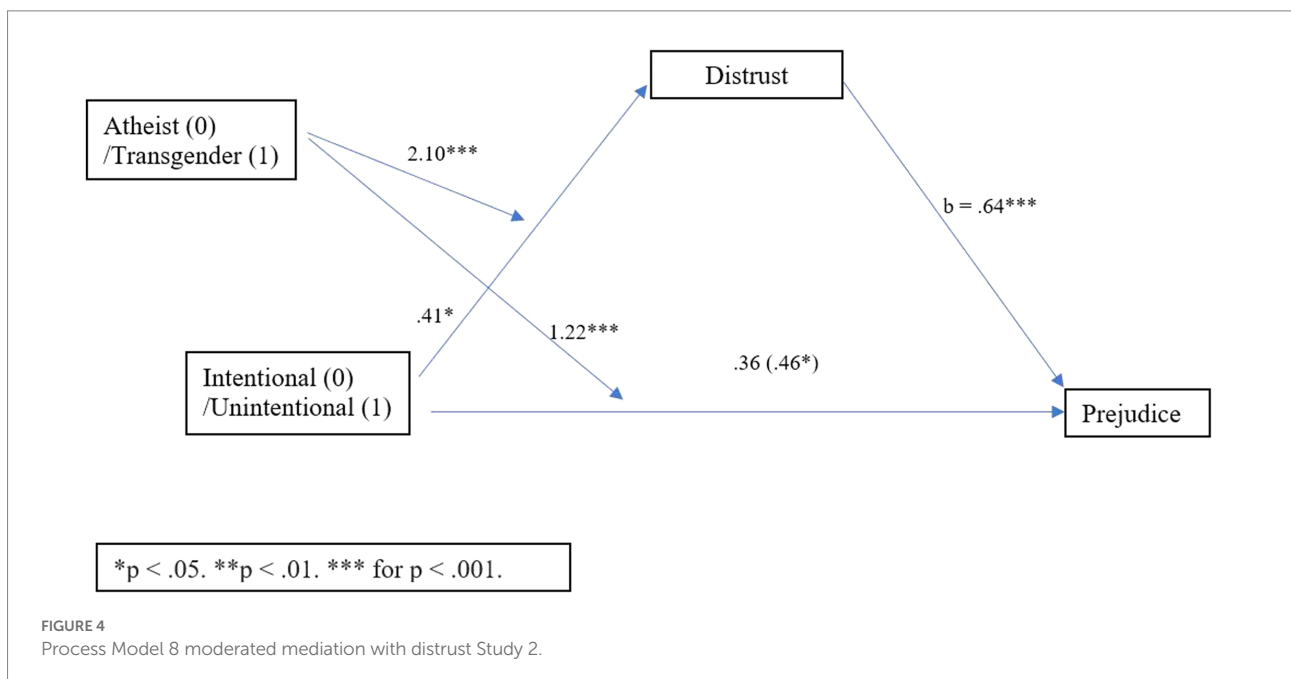 Distrust
Atheist (0)
/Transgender (1)
2.10***
b = .64***
.41*
1.22***
.36 (.46*)
Intentional (0)
/Unintentional (1)
Prejudice
*p < .05. **p < .01. *** for p < .001.
FIGURE 4
Process Model 8 moderated mediation with distrust Study 2.